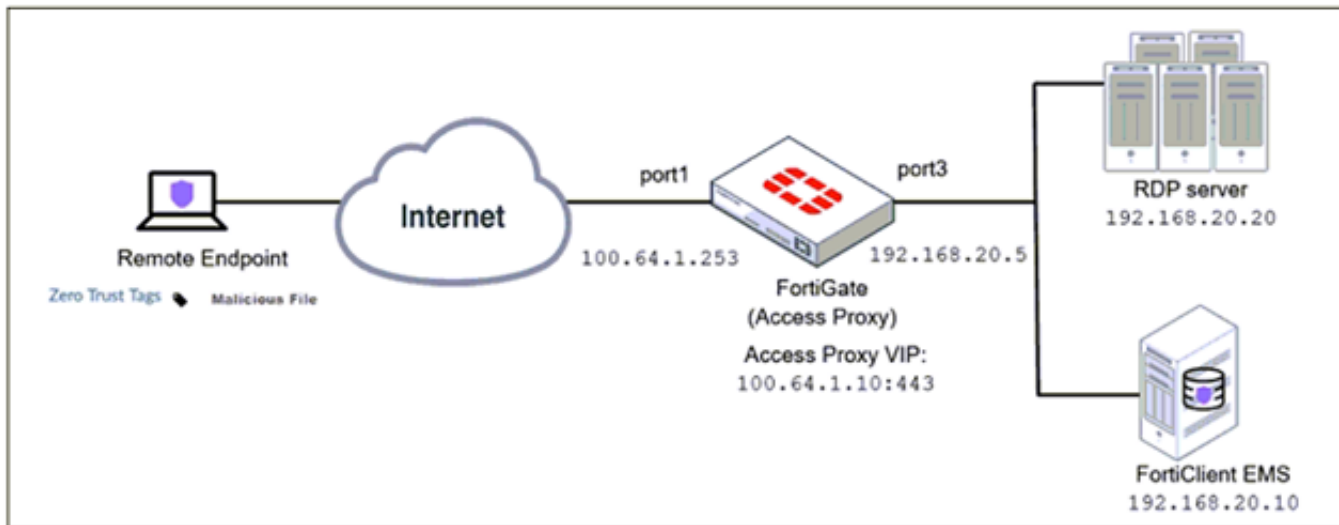 port1
port3
Internet
RDP server
192.168.20.20
Remote Endpoint
100.64.1.253
192.168.20.5
Zero Trust Tags
Malicious File
FortiGate
(Access Proxy)
Access Proxy VIP:
100.64.1.10:443
FortiClient EMS
192.168.20.10